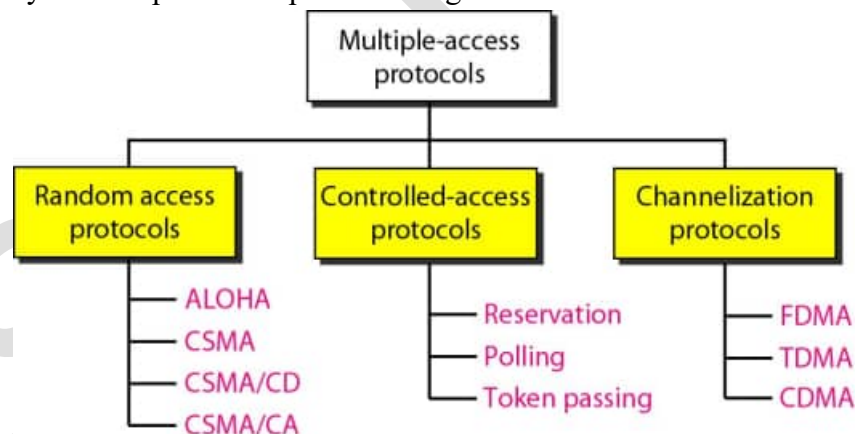 Multiple-access
protocols
Random access
protocols
ALOHA
CSMA
CSMA/CD
CSMA/CA
Controlled-access
protocols
Reservation
Polling
Token passing
Channelization
protocols
FDMA
TDMA
CDMA